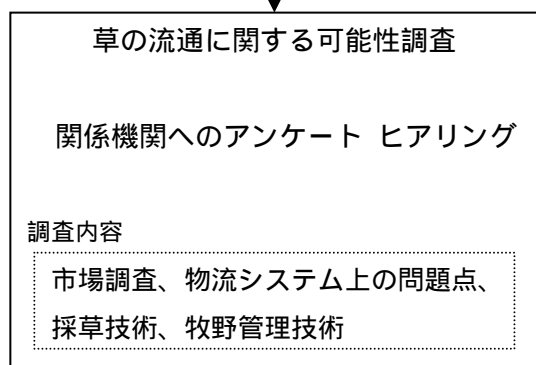 草の流通に関する可能性調査
関係機関へのアンケート ヒアリング
調査内容
市場調査、物流システム上の問題点、
採草技術、牧野管理技術